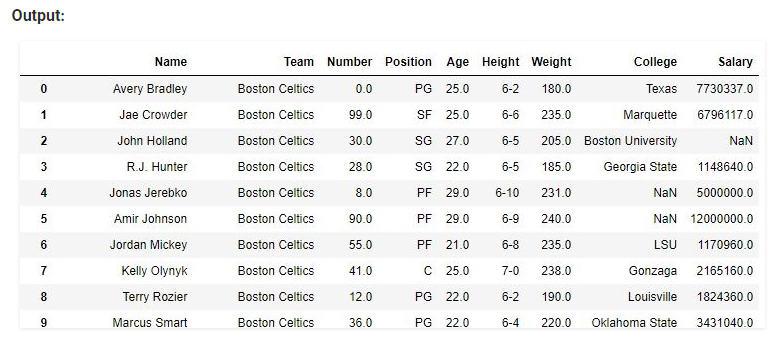 Output:
Name Team Number Position Age Height Weight College Salary
0 Avery Bradley Boston Celtics 0.0 PG 25.0 6-2 180.0 Texas 7730337.0
1 Jae Crowder Boston Celtics 99.0 SF 25.0 6-6 235.0 Marquette 6796117.0
2 John Holland Boston Celtics 30.0 SG 27.0 6-5 205.0 Boston University NaN
3 R.J. Hunter Boston Celtics 28.0 SG 22.0 6-5 185.0 Georgia State 1148640.0
4 Jonas Jerebko Boston Celtics 8.0 PF 29.0 6-10 231.0 NaN 5000000.0
5 Amir Johnson Boston Celtics 90.0 PF 29.0 6-9 240.0 NaN 12000000.0
6 Jordan Mickey Boston Celtics 55.0 PF 21.0 6-8 235.0 LSU 1170960.0
7 Kelly Olynyk Boston Celtics 41.0 C 25.0 7-0 238.0 Gonzaga 2165160.0
8 Terry Rozier Boston Celtics 12.0 PG 22.0 6-2 190.0 Louisville 1824360.0
9 Marcus Smart Boston Celtics 36.0 PG 22.0 6-4 220.0 Oklahoma State 3431040.0